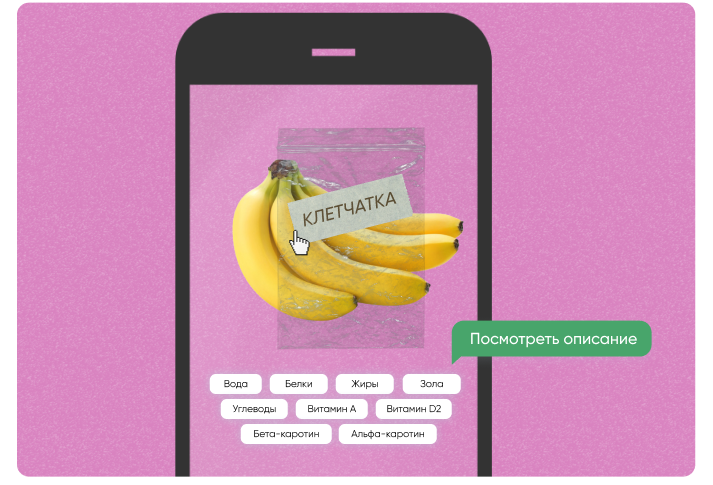 КЛЕТЧАТКА
Посмотреть описание
Вода Белки Жиры Зола
Углеводы Витамин А Витамин D2
Бета-каротин Альфа-каротин